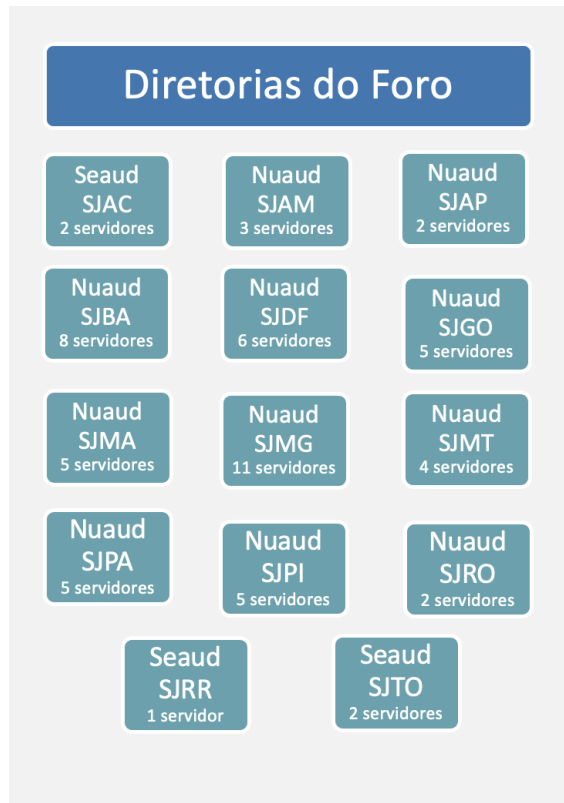 Diretorias do Foro
Seaud
SJAC
2 servidores
Nuaud
SJAM
3 servidores
Nuaud
SJAP
2 servidores
Nuaud
SJBA
8 servidores
Nuaud
SJDF
6 servidores
Nuaud
SJGO
5 servidores
Nuaud
SJMA
5 servidores
Nuaud
SJMG
11 servidores
Nuaud
SJMT
4 servidores
Nuaud
SJPA
5 servidores
Nuaud
SJPI
5 servidores
Nuaud
SJRO
2 servidores
Seaud
SJRR
1 servidor
Seaud
SJTO
2 servidores